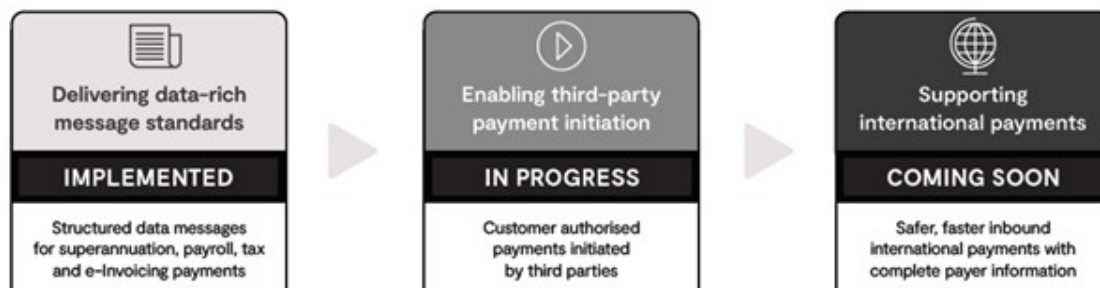 Delivering data-rich
message standards
IMPLEMENTED
Structured data messages
for superannuation, payroll, tax
and e-Invoicing payments
Enabling third-party
payment initiation
IN PROGRESS
Customer authorised
payments initiated
by third parties
Supporting
international payments
COMING SOON
Safer, faster inbound
international payments with
complete payer information